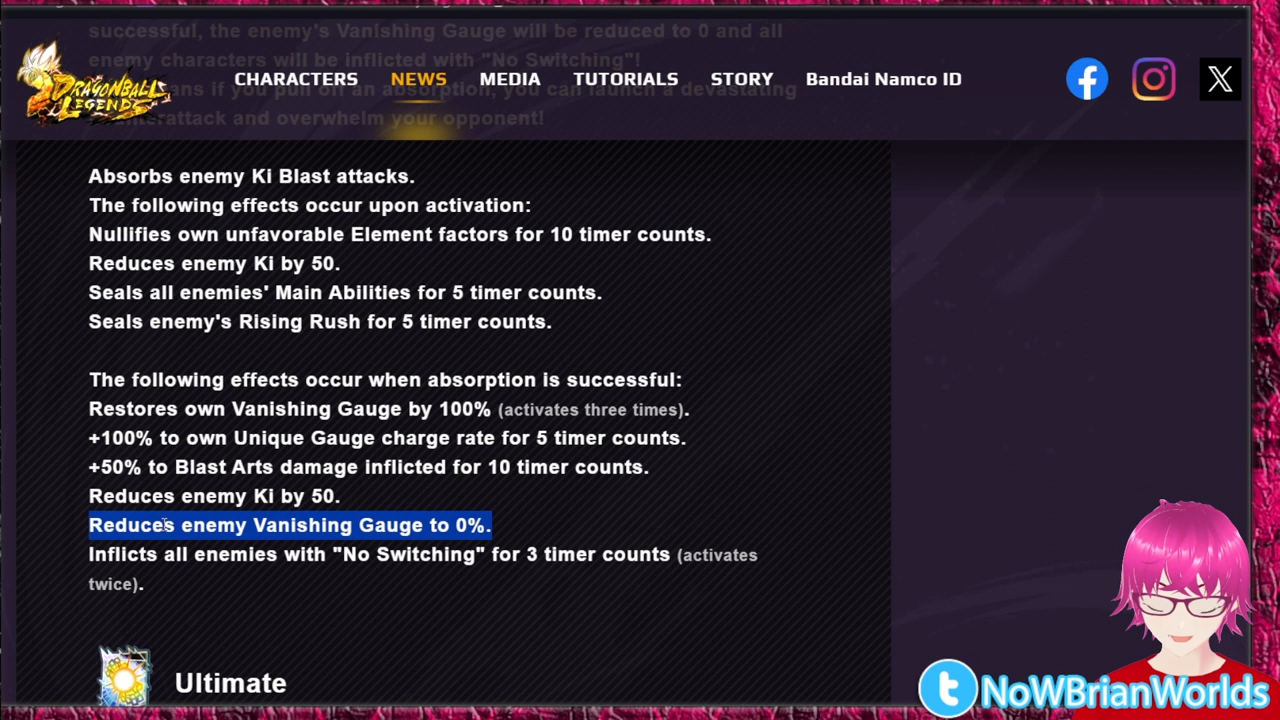 successful, the enemy's Vanishing Gauge will be reduced to 0 and all
enemy characters will be inflicted with "No Switching"!
ans if you pull off an absorption, you can launch a devastating
nterattack and overwhelm your opponent!
DRAGONBALL
LEGENDS
CHARACTERS NEWS MEDIA TUTORIALS STORY Bandai Namco ID
Absorbs enemy Ki Blast attacks.
The following effects occur upon activation:
Nullifies own unfavorable Element factors for 10 timer counts.
Reduces enemy Ki by 50.
Seals all enemies' Main Abilities for 5 timer counts.
Seals enemy's Rising Rush for 5 timer counts.
The following effects occur when absorption is successful:
Restores own Vanishing Gauge by 100% (activates three times).
+100% to own Unique Gauge charge rate for 5 timer counts.
+50% to Blast Arts damage inflicted for 10 timer counts.
Reduces enemy Ki by 50.
Reduces enemy Vanishing Gauge to 0%.
Inflicts all enemies with "No Switching" for 3 timer counts (activates
twice).
Ultimate
NoWBrianWorlds